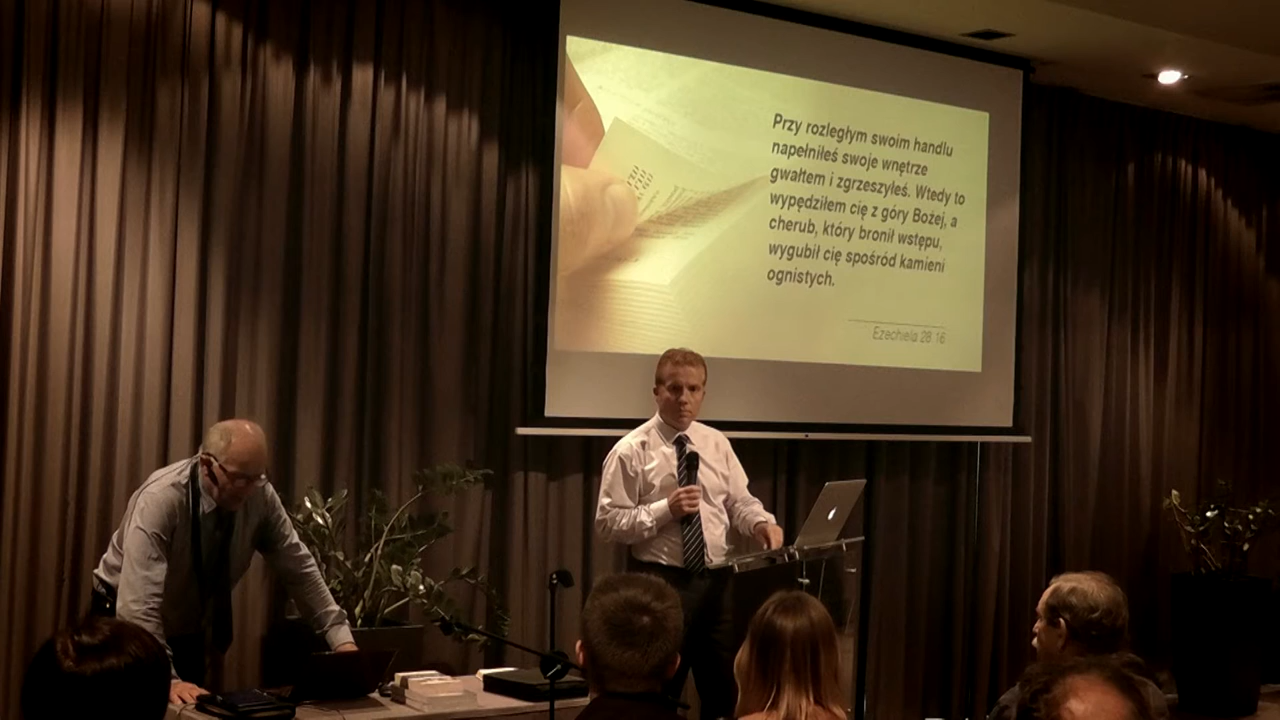 Przy rozległym swoim handlu
napełniłeś swoje wnętrze
gwałtem i zgrzeszyłeś. Wtedy to
wypędziłem cię z góry Bożej, a
cherub, który bronił wstępu,
wygubił cię spośród kamieni
ognistych.
Ezechiela 28:16